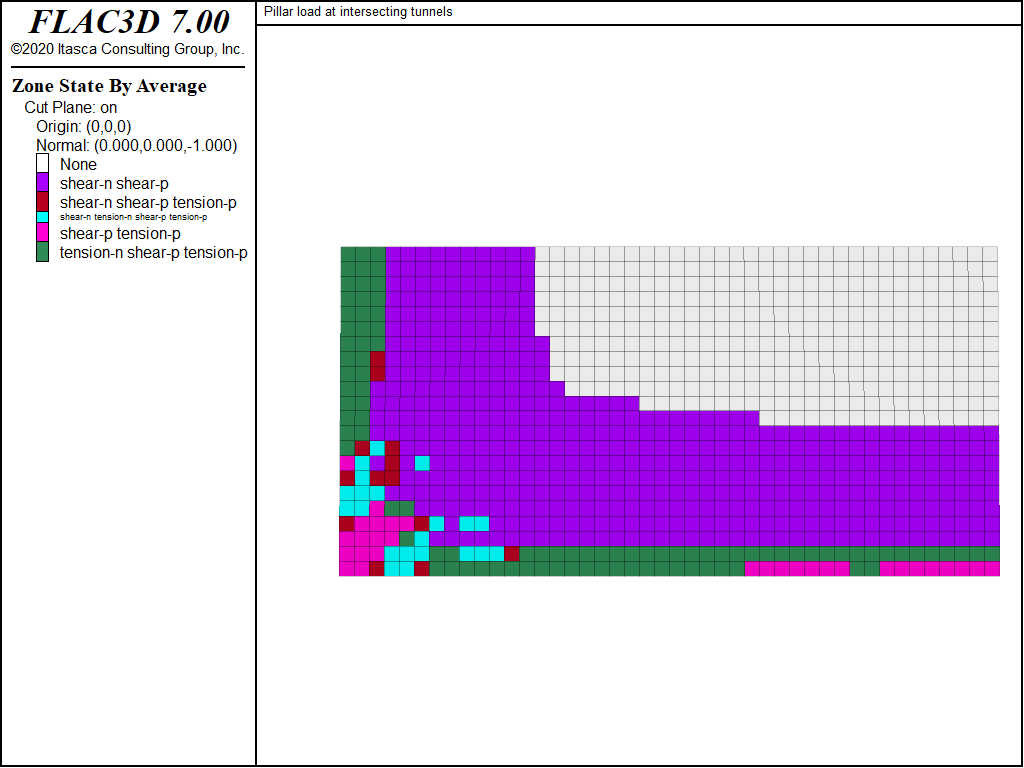 FLAC3D 7.00
©2020 Itasca Consulting Group, Inc.
Zone State By Average
Cut Plane: on
Origin: (0,0,0)
Normal: (0.000,0.000,-1.000)
None
shear-n shear-p
shear-n shear-p tension-p
shear-n tension-n shear-p tension-p
shear-p tension-p
tension-n shear-p tension-p
Pillar load at intersecting tunnels